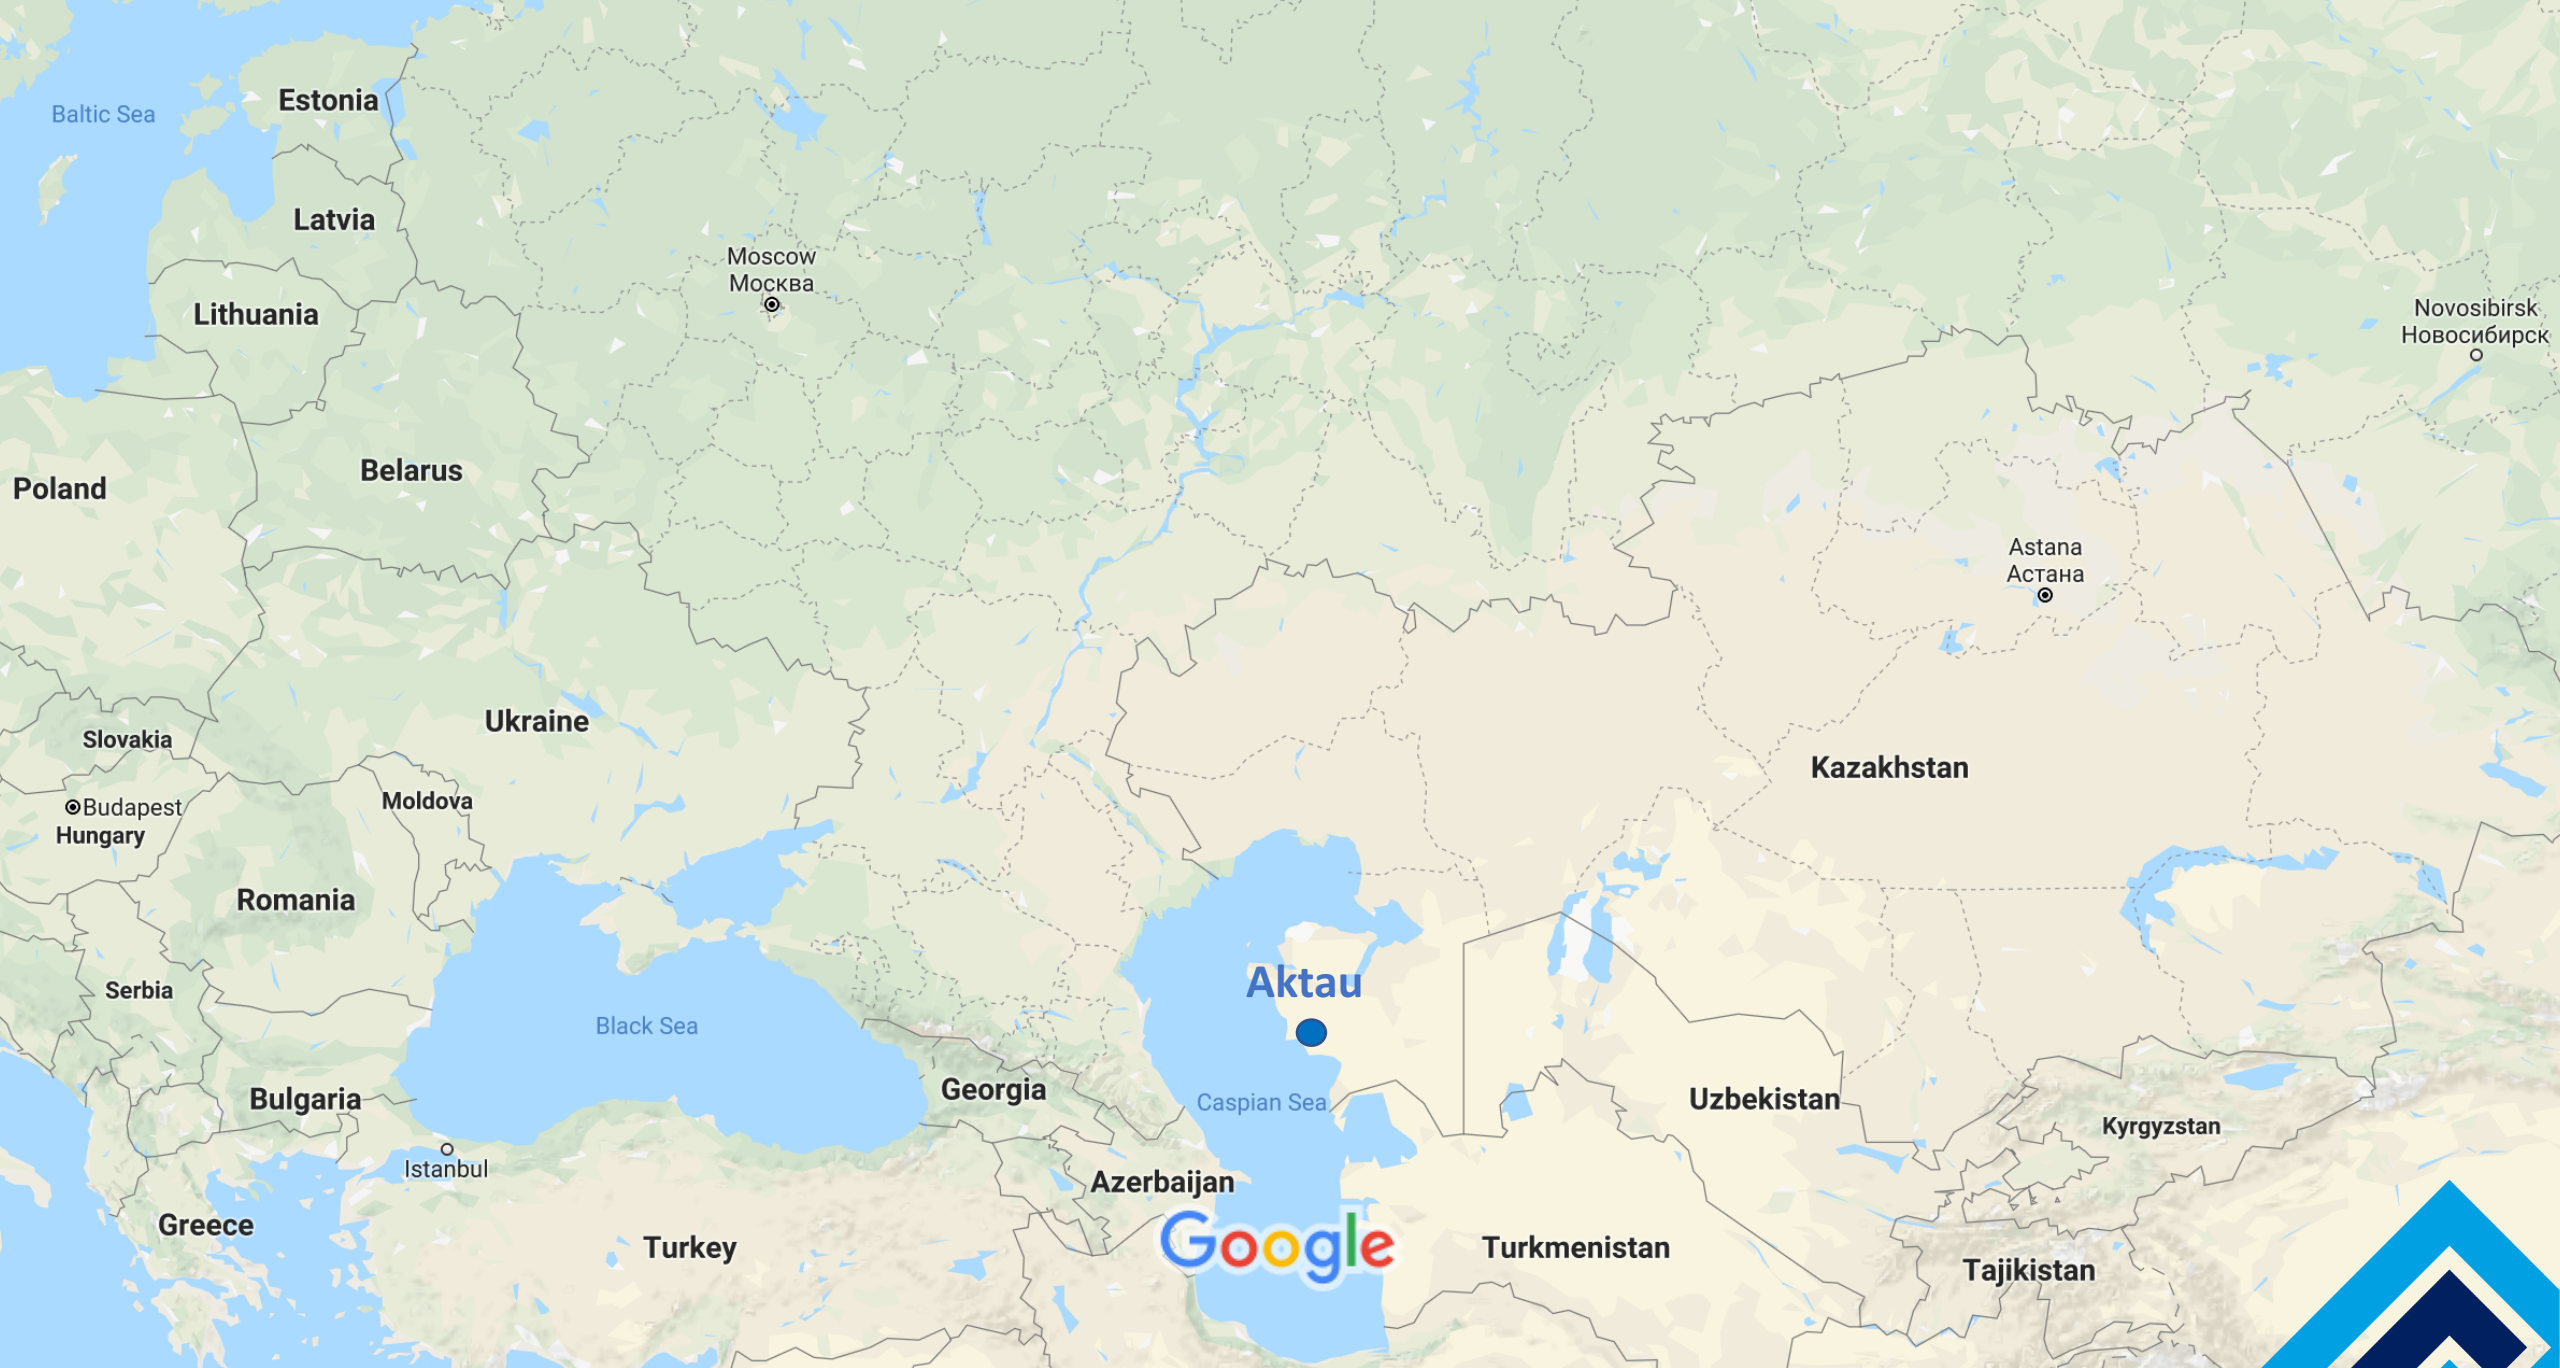 Estonia
Baltic Sea
Latvia
Moscow
Москва
Lithuania
Novosibirsk
Новосибирск
Belarus
Poland
Astana
Астана
Ukraine
Slovakia
Kazakhstan
Moldova
Budapest
Hungary
Romania
Aktau
Serbia
Black Sea
Georgia
Bulgaria
Caspian Sea
Uzbekistan
Kyrgyzstan
Istanbul
Azerbaijan
Greece
Turkey
Google
Turkmenistan
Tajikistan